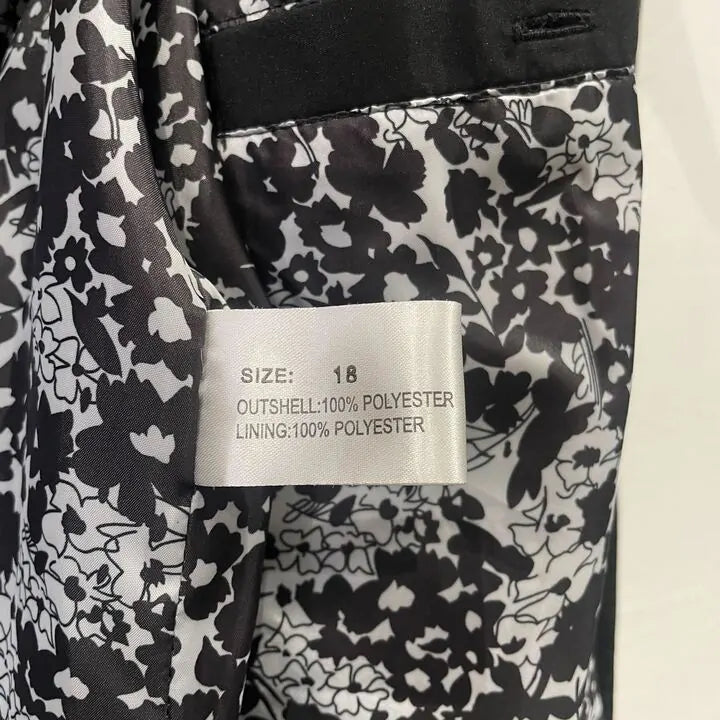 SIZE: 18
OUTSHELL:100% POLYESTER
LINING:100% POLYESTER